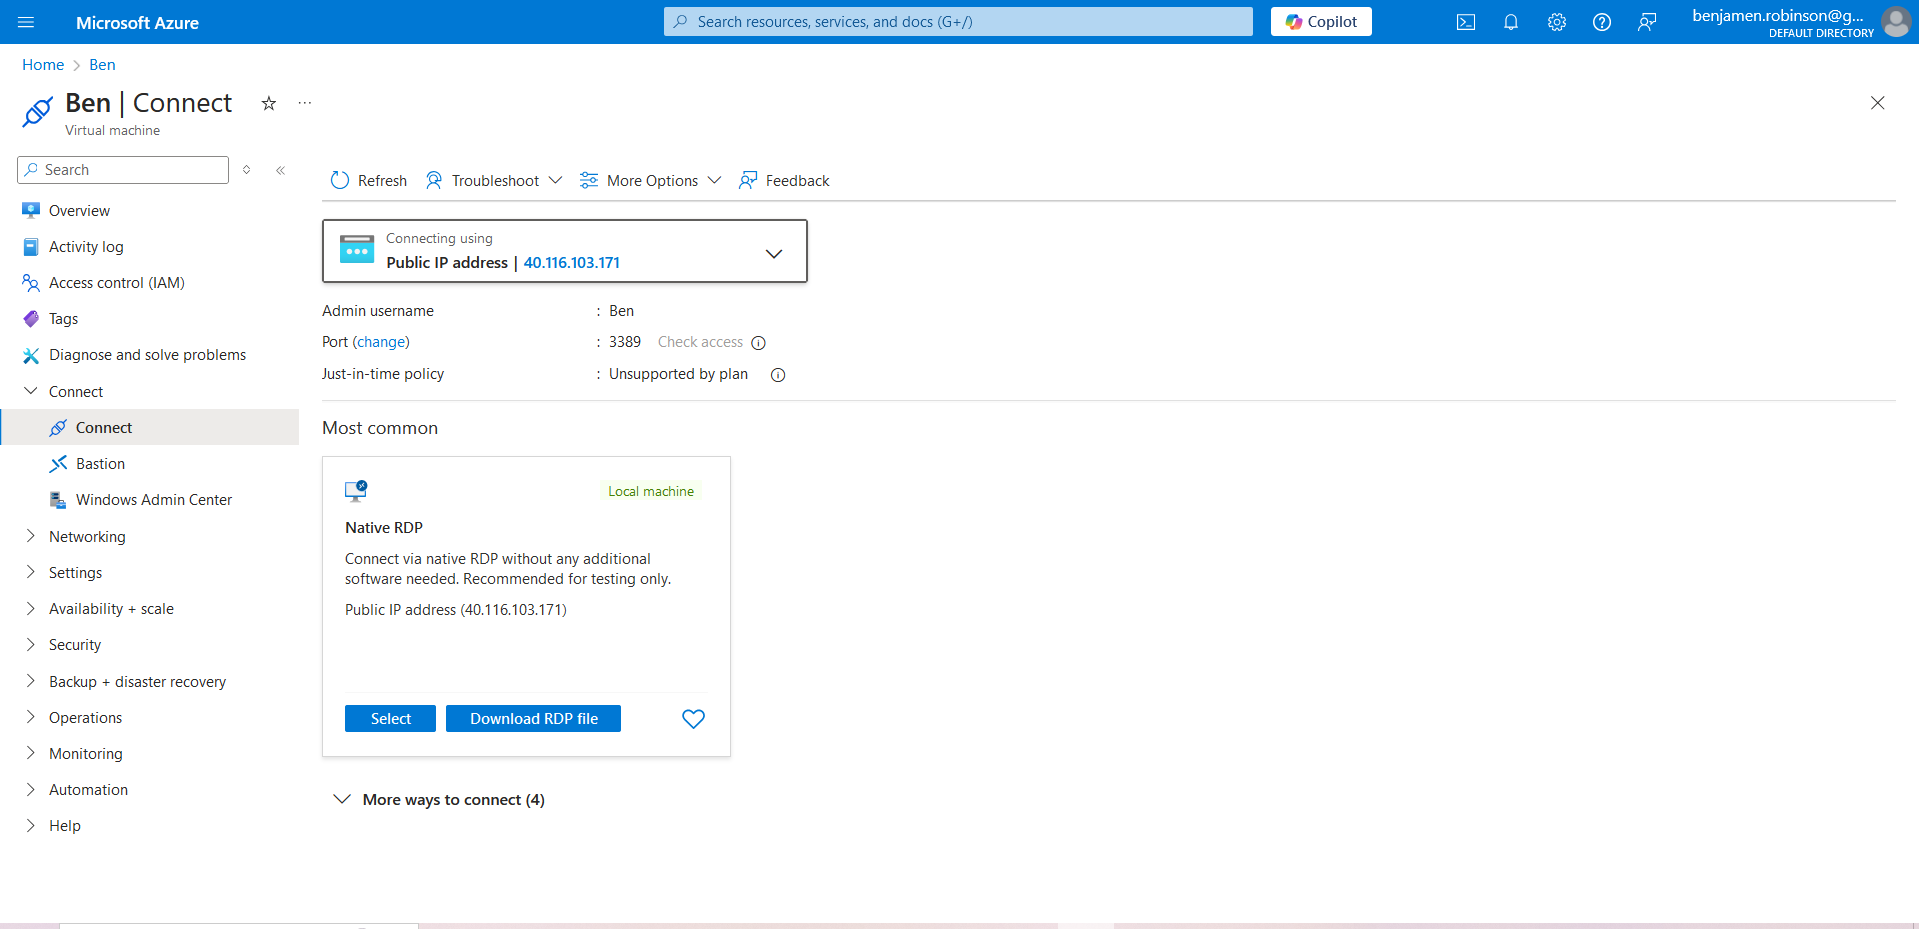 Microsoft Azure
Search resources, services, and docs (G+/)
Copilot
benjamen.robinson@g...
DEFAULT DIRECTORY
Home > Ben
Ben | Connect
Virtual machine
Search
Overview
Activity log
Access control (IAM)
Tags
Diagnose and solve problems
Connect
Connect
Bastion
Windows Admin Center
Networking
Settings
Availability + scale
Security
Backup + disaster recovery
Operations
Monitoring
Automation
Help
Refresh
Troubleshoot
More Options
Feedback
Connecting using
Public IP address | 40.116.103.171
Admin username : Ben
Port (change) : 3389 Check access
Just-in-time policy : Unsupported by plan
Most common
Local machine
Native RDP
Connect via native RDP without any additional
software needed. Recommended for testing only.
Public IP address (40.116.103.171)
Select
Download RDP file
More ways to connect (4)